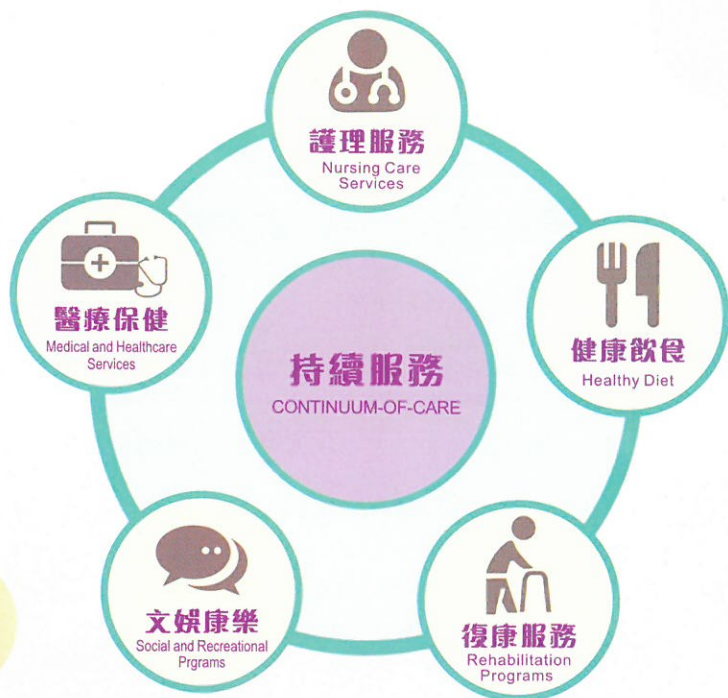 護理服務
Nursing Care
Services
醫療保健
Medical and Healthcare
Services
健康飲食
Healthy Diet
持續服務
CONTINUUM-OF-CARE
文娛康樂
Social and Recreational
Prgrams
復康服務
Rehabilitation
Programs